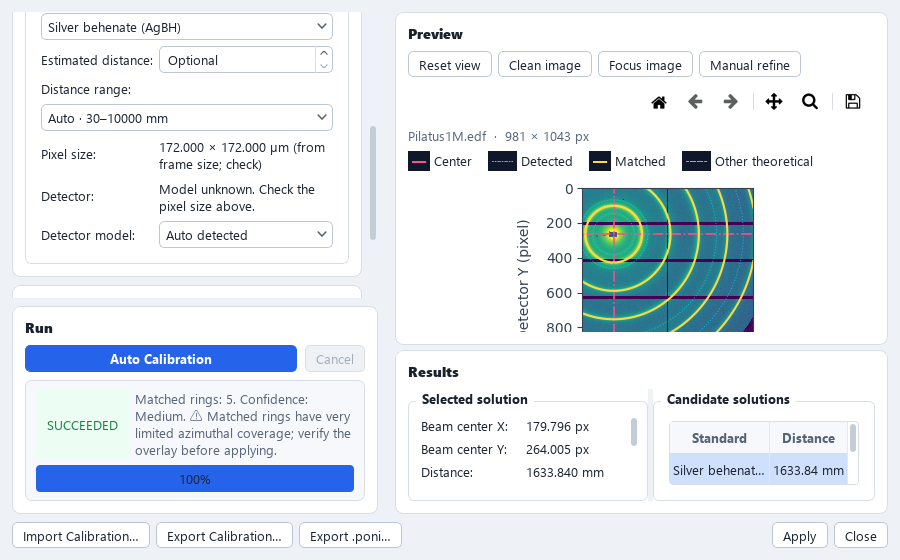 Silver behenate (AgBH)
Estimated distance: Optional
Distance range:
Auto · 30–10000 mm
Pixel size: 172.000 × 172.000 µm (from
frame size; check)
Detector: Model unknown. Check the
pixel size above.
Detector model: Auto detected
Run
Auto Calibration Cancel
SUCCEEDED
Matched rings: 5. Confidence:
Medium. ⚠ Matched rings have very
limited azimuthal coverage; verify the
overlay before applying.
100%
Import Calibration... Export Calibration... Export .poni...
Preview
Reset view Clean image Focus image Manual refine
Pilatus1M.edf · 981 × 1043 px
Center Detected Matched Other theoretical
etector Y (pixel)
0
200
400
600
800
Results
Selected solution
Beam center X: 179.796 px
Beam center Y: 264.005 px
Distance: 1633.840 mm
Candidate solutions
Standard Distance
Silver behenat... 1633.84 mm
Apply Close